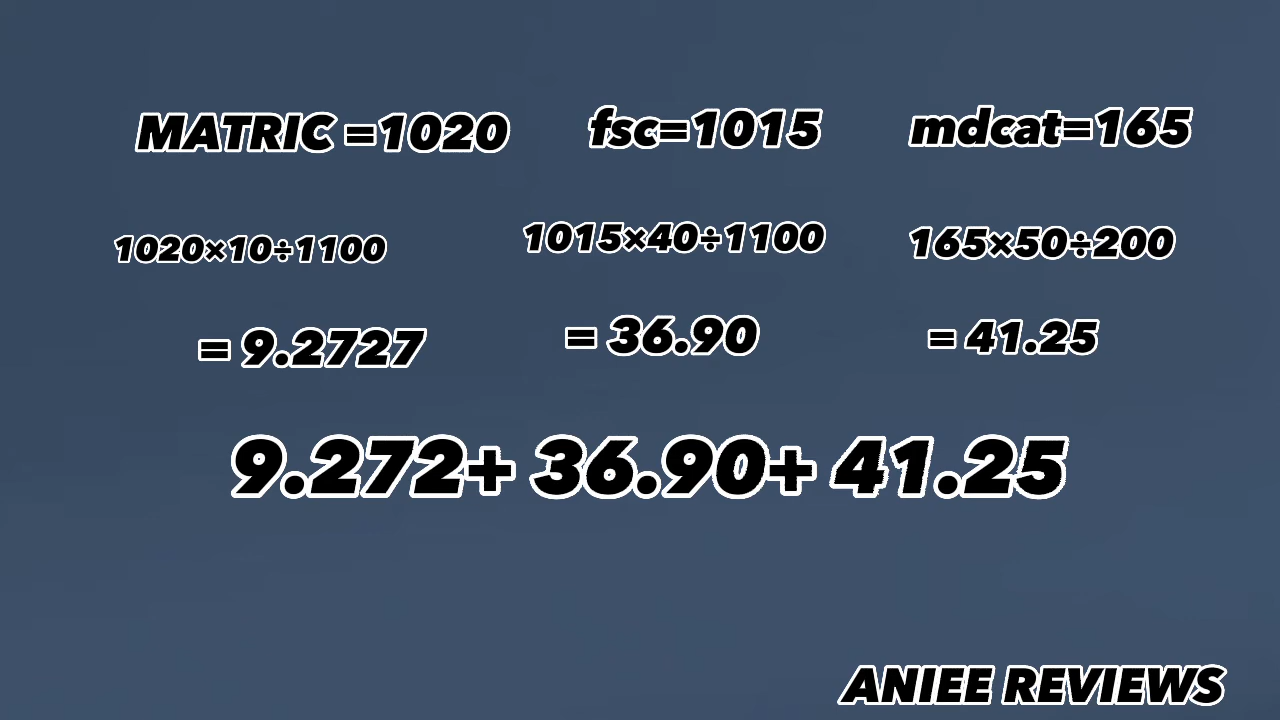 MATRIC =1020 fsc=1015 mdcat=165
1020×10÷1100 1015×40÷1100 165×50÷200
= 9.2727 = 36.90 = 41.25
9.272+ 36.90+ 41.25
ANIEE REVIEWS